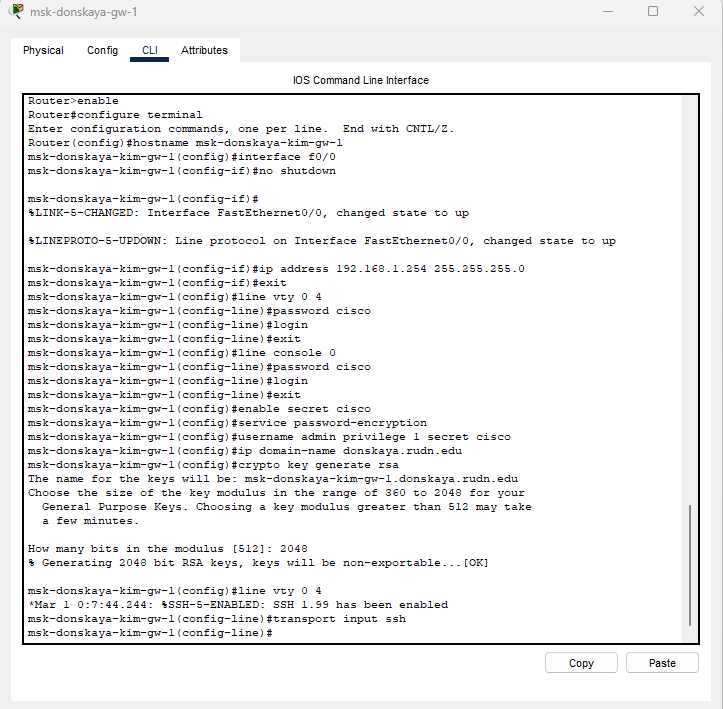 msk-donskaya-gw-1
Physical Config CLI Attributes
IOS Command Line Interface
Router>enable
Router#configure terminal
Enter configuration commands, one per line.  End with CNTL/Z.
Router(config)#hostname msk-donskaya-kim-gw-1
msk-donskaya-kim-gw-1(config)#interface f0/0
msk-donskaya-kim-gw-1(config-if)#no shutdown
msk-donskaya-kim-gw-1(config-if)#
%LINK-5-CHANGED: Interface FastEthernet0/0, changed state to up
%LINEPROTO-5-UPDOWN: Line protocol on Interface FastEthernet0/0, changed state to up
msk-donskaya-kim-gw-1(config-if)#ip address 192.168.1.254 255.255.255.0
msk-donskaya-kim-gw-1(config-if)#exit
msk-donskaya-kim-gw-1(config)#line vty 0 4
msk-donskaya-kim-gw-1(config-line)#password cisco
msk-donskaya-kim-gw-1(config-line)#login
msk-donskaya-kim-gw-1(config-line)#exit
msk-donskaya-kim-gw-1(config)#line console 0
msk-donskaya-kim-gw-1(config-line)#password cisco
msk-donskaya-kim-gw-1(config-line)#login
msk-donskaya-kim-gw-1(config-line)#exit
msk-donskaya-kim-gw-1(config)#enable secret cisco
msk-donskaya-kim-gw-1(config)#service password-encryption
msk-donskaya-kim-gw-1(config)#username admin privilege 1 secret cisco
msk-donskaya-kim-gw-1(config)#ip domain-name donskaya.rudn.edu
msk-donskaya-kim-gw-1(config)#crypto key generate rsa
The name for the keys will be: msk-donskaya-kim-gw-1.donskaya.rudn.edu
Choose the size of the key modulus in the range of 360 to 2048 for your
General Purpose Keys. Choosing a key modulus greater than 512 may take
a few minutes.
How many bits in the modulus [512]: 2048
% Generating 2048 bit RSA keys, keys will be non-exportable...[OK]
msk-donskaya-kim-gw-1(config)#line vty 0 4
*Mar 1 0:7:44.244: %SSH-5-ENABLED: SSH 1.99 has been enabled
msk-donskaya-kim-gw-1(config-line)#transport input ssh
msk-donskaya-kim-gw-1(config-line)#
Copy Paste